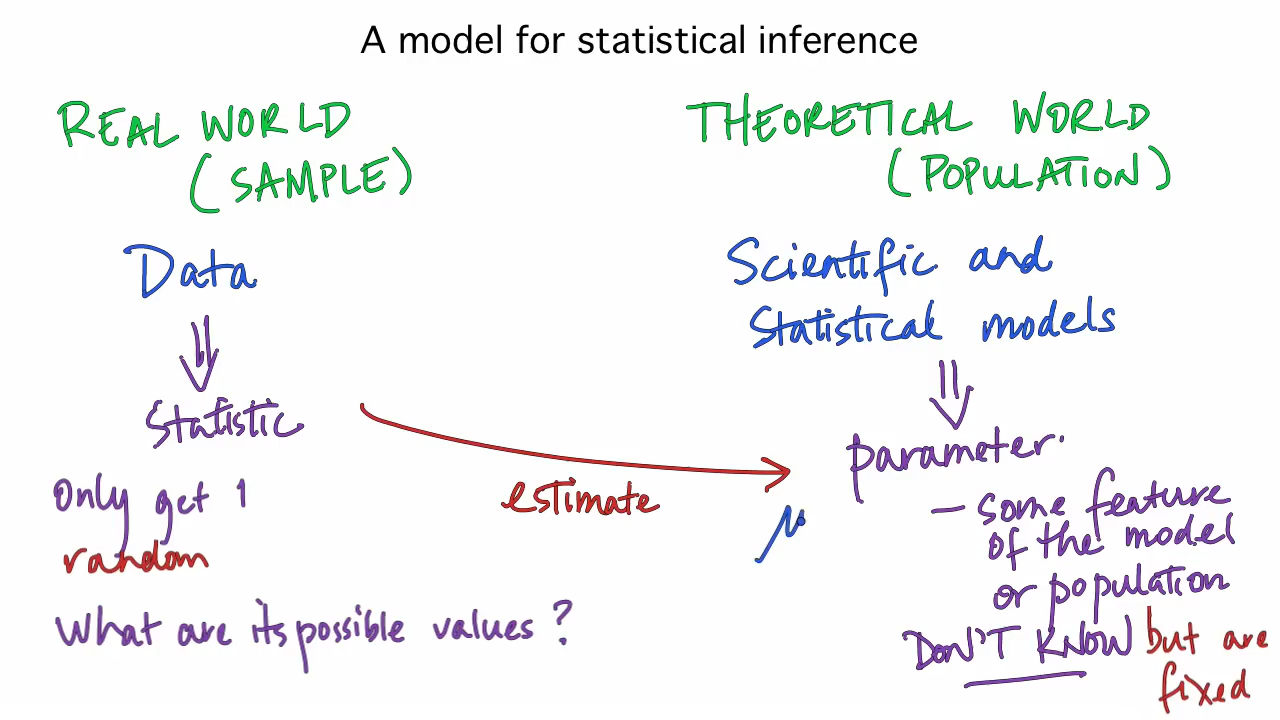 A model for statistical inference
REAL WORLD
(SAMPLE)
Data
Statistic
Only get 1
random
What are its possible values?
estimate
THEORETICAL WORLD
(POPULATION)
Scientific and
Statistical models
parameter.
— some feature
of the model
or population
DON'T KNOW but are
fixed
μ